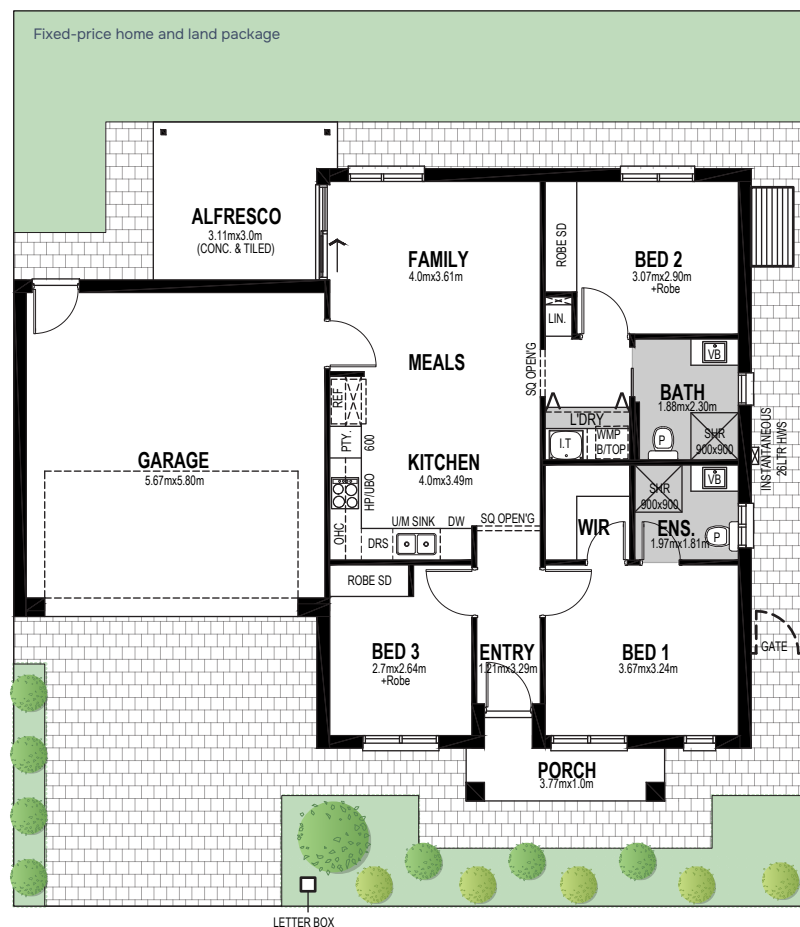 Fixed-price home and land package
ALFRESCO
3.11mx3.0m
(CONC. & TILED)
FAMILY
4.0mx3.61m
ROBE SD
BED 2
3.07mx2.90m
+Robe
LIN.
MEALS
SQ OPEN'G
VB
BATH
1.88mx2.30m
L'DRY
I.T
WMP
B/TOP
P
SHR
900x900
INSTANTANEOUS
26LTR HWS
REF
PTY
600
HP/UBO
OHC
GARAGE
5.67mx5.80m
KITCHEN
4.0mx3.49m
U/M SINK
DW
DRS
SQ OPEN'G
WIR
SHR
900x900
VB
ENS.
1.97mx1.81m
P
ROBE SD
BED 3
2.7mx2.64m
+Robe
ENTRY
1.21mx3.29m
BED 1
3.67mx3.24m
GATE
PORCH
3.77mx1.0m
LETTER BOX